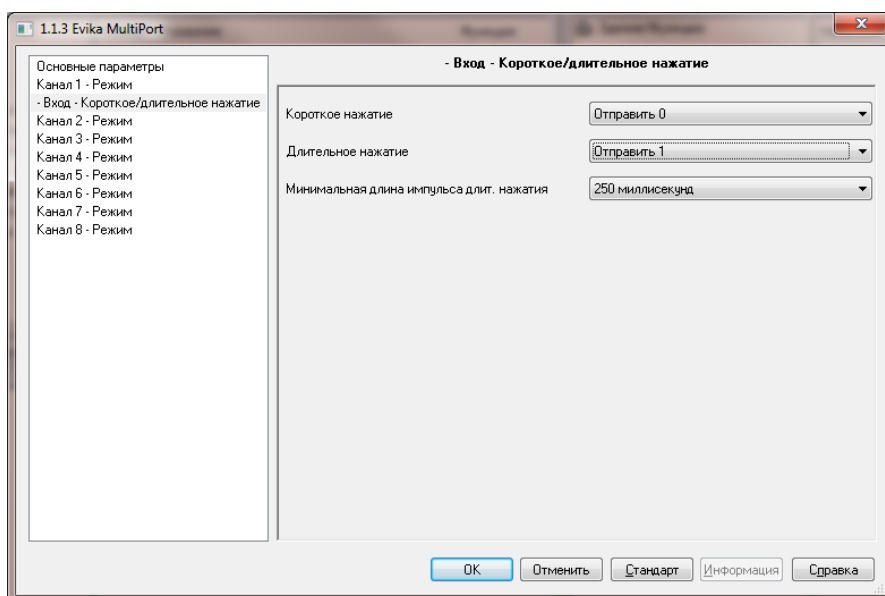 1.1.3 Evika MultiPort
Основные параметры
Канал 1 - Режим
- Вход - Короткое/длительное нажатие
Канал 2 - Режим
Канал 3 - Режим
Канал 4 - Режим
Канал 5 - Режим
Канал 6 - Режим
Канал 7 - Режим
Канал 8 - Режим
- Вход - Короткое/длительное нажатие
Короткое нажатие Отправить 0
Длительное нажатие Отправить 1
Минимальная длина импульса длит. нажатия 250 миллисекунд
OK Отменить Стандарт Информация Справка